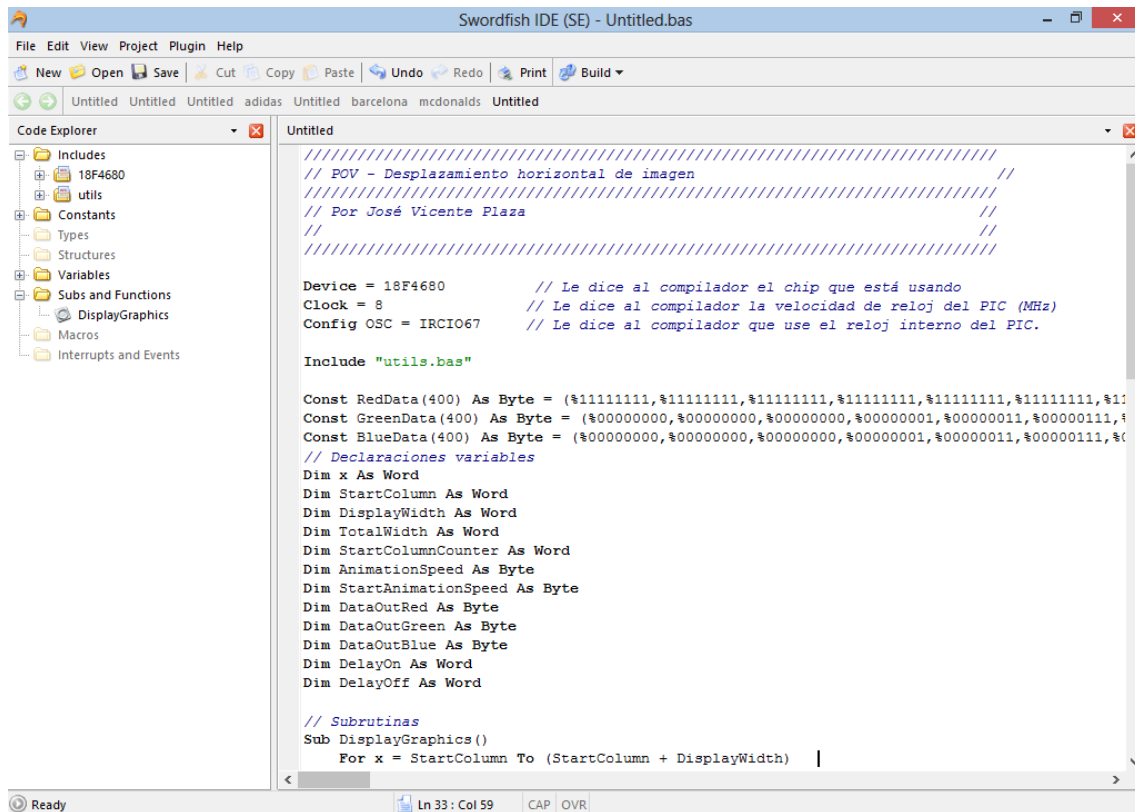 Swordfish IDE (SE) - Untitled.bas
File Edit View Project Plugin Help
New Open Save Cut Copy Paste Undo Redo Print Build
Untitled Untitled Untitled adidas Untitled barcelona mcdonalds Untitled
Code Explorer
Includes
18F4680
utils
Constants
Types
Structures
Variables
Subs and Functions
DisplayGraphics
Macros
Interrupts and Events
Untitled
/////////////////////////////////////////////////////////////////////////////
// POV - Desplazamiento horizontal de imagen //
/////////////////////////////////////////////////////////////////////////////
// Por José Vicente Plaza //
// //
/////////////////////////////////////////////////////////////////////////////
Device = 18F4680 // Le dice al compilador el chip que está usando
Clock = 8 // Le dice al compilador la velocidad de reloj del PIC (MHz)
Config OSC = IRCIO67 // Le dice al compilador que use el reloj interno del PIC.
Include "utils.bas"
Const RedData(400) As Byte = (%11111111,%11111111,%11111111,%11111111,%11111111,%11111111,%11
Const GreenData(400) As Byte = (%00000000,%00000000,%00000000,%00000001,%00000011,%00000111,
Const BlueData(400) As Byte = (%00000000,%00000000,%00000000,%00000001,%00000011,%00000111,%0
// Declaraciones variables
Dim x As Word
Dim StartColumn As Word
Dim DisplayWidth As Word
Dim TotalWidth As Word
Dim StartColumnCounter As Word
Dim AnimationSpeed As Byte
Dim StartAnimationSpeed As Byte
Dim DataOutRed As Byte
Dim DataOutGreen As Byte
Dim DataOutBlue As Byte
Dim DelayOn As Word
Dim DelayOff As Word
// Subrutinas
Sub DisplayGraphics()
For x = StartColumn To (StartColumn + DisplayWidth)
Ready Ln 33 : Col 59 CAP OVR